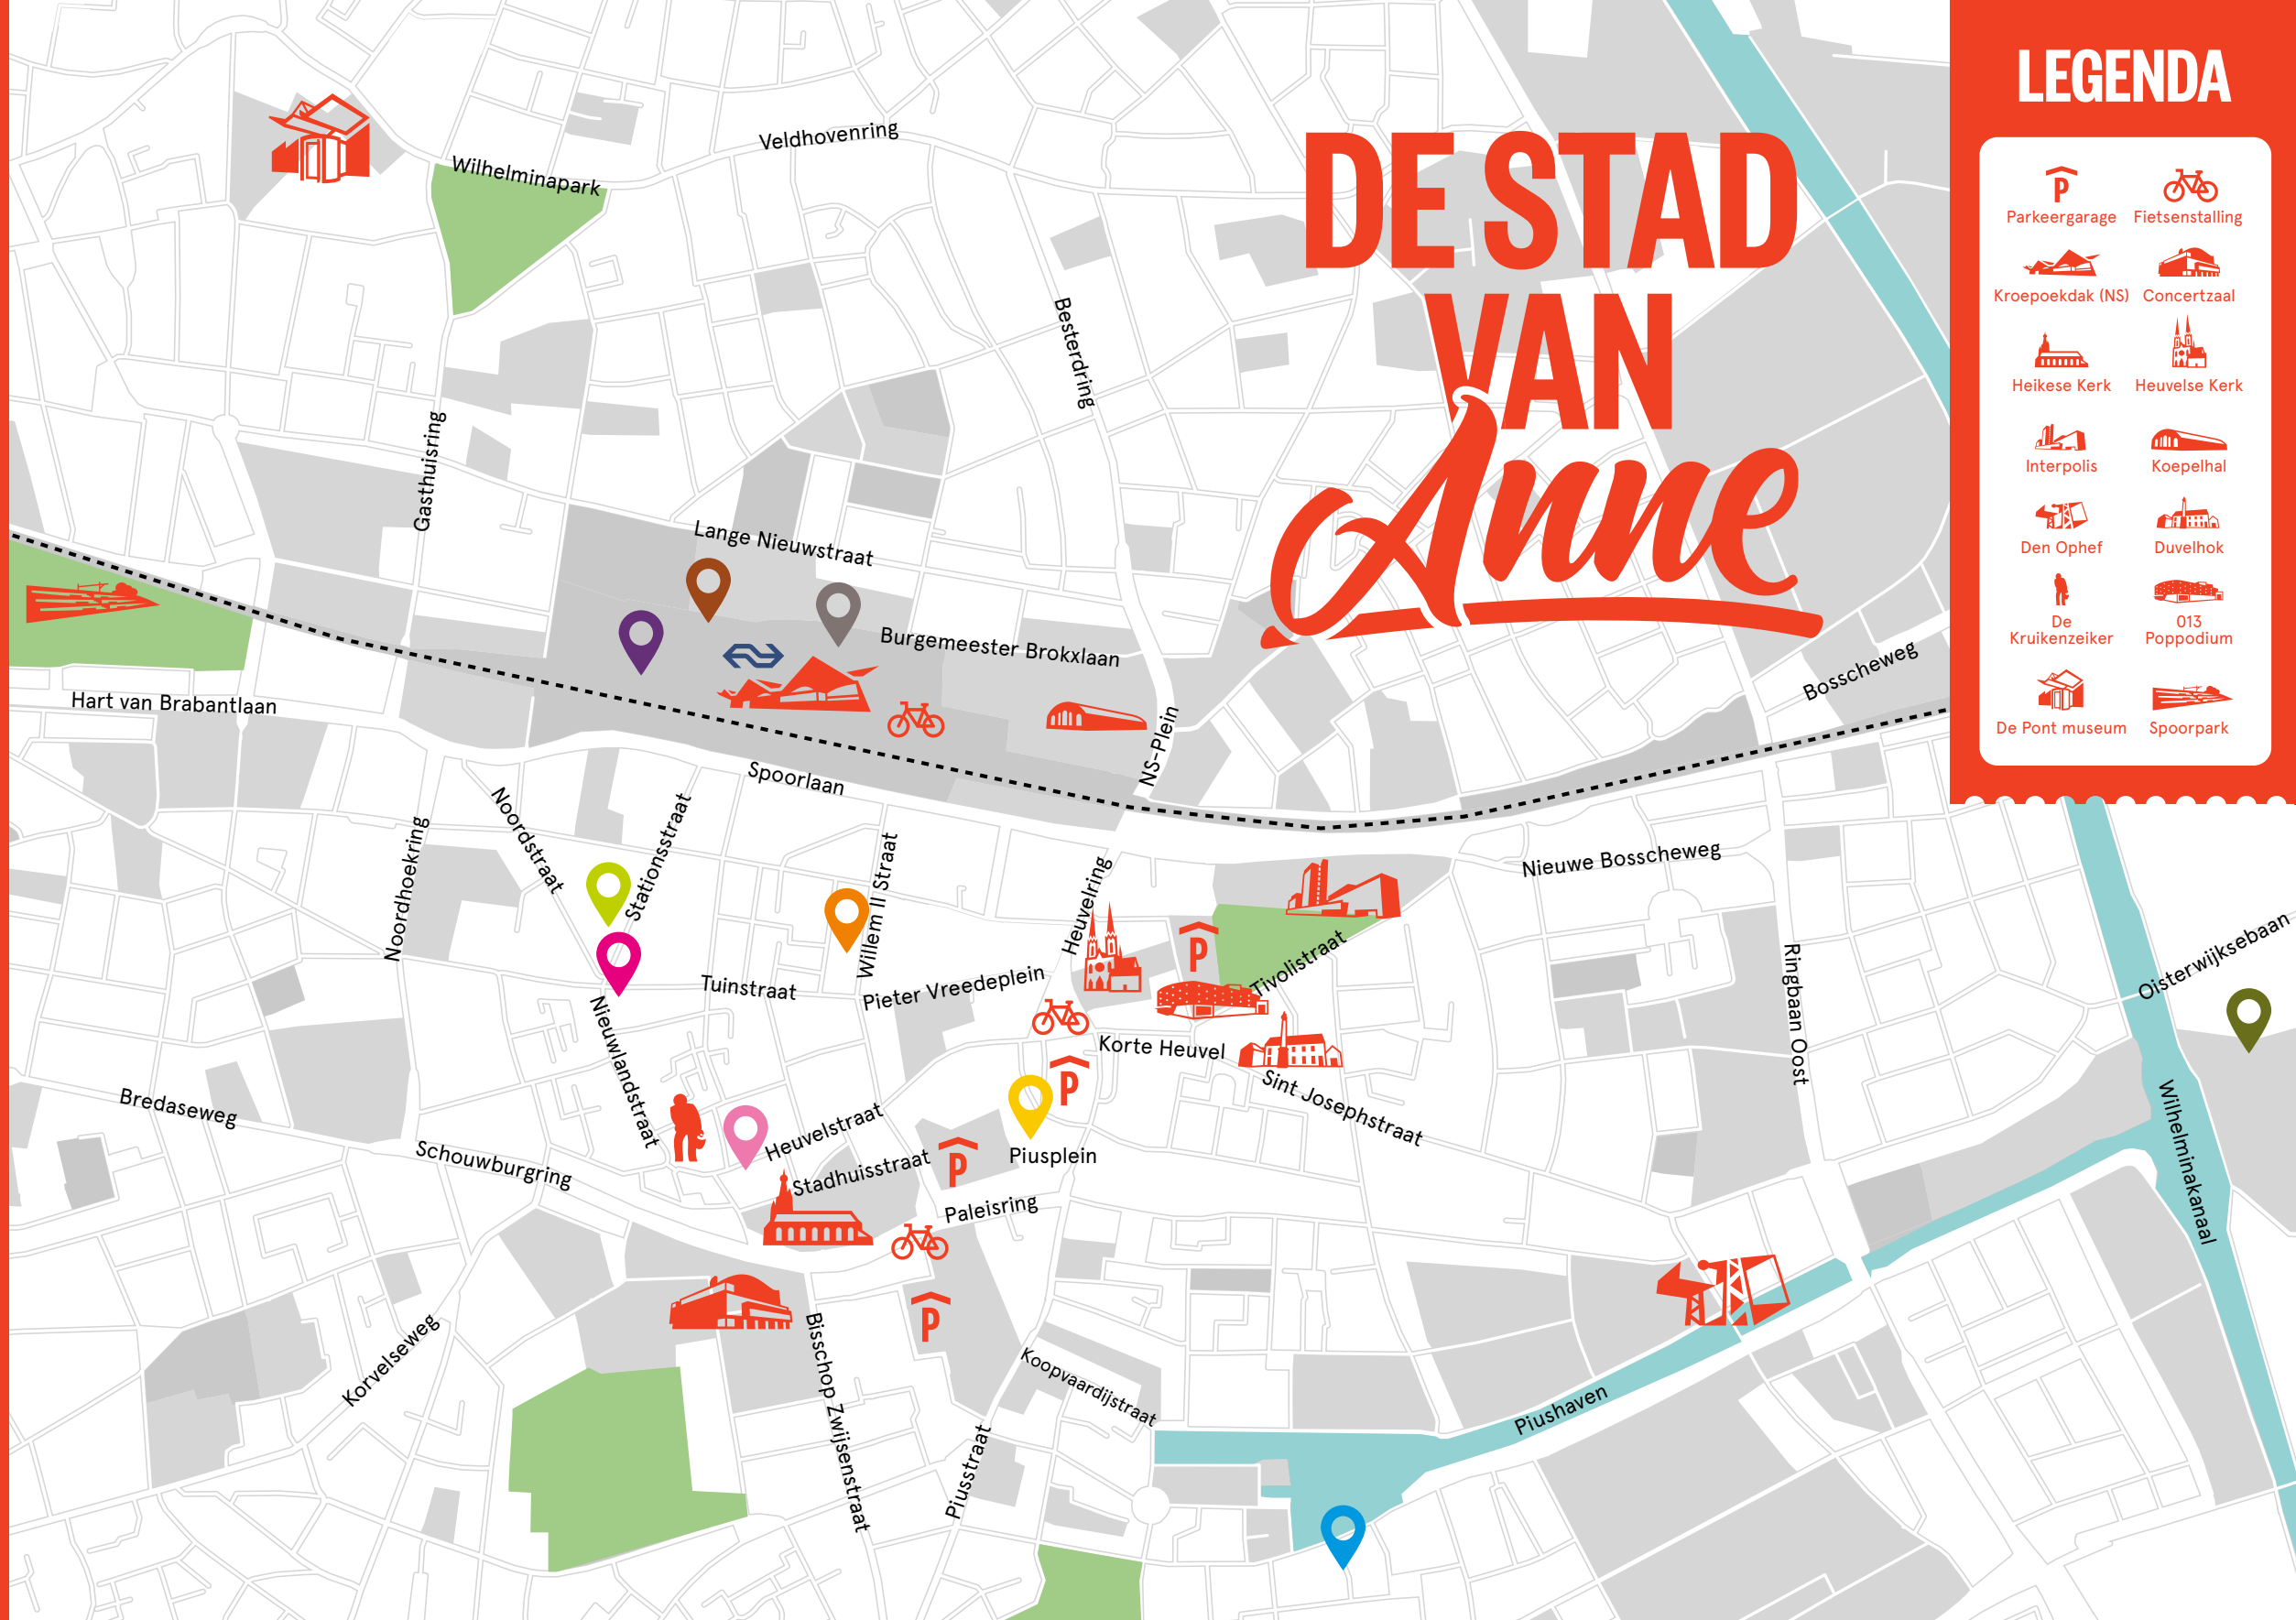 LEGENDA
Parkeergarage
Fietsenstalling
Kroepoekdak (NS)
Concertzaal
Heikese Kerk
Heuvelse Kerk
Interpolis
Koepelhal
Den Ophef
Duvelhok
De
Kruikenzeiker
013
Poppodium
De Pont museum
Spoorpark
DE STAD
VAN
Anne
Veldhovenring
Wilhelminapark
Besterdring
Gasthuisring
Lange Nieuwstraat
Burgemeester Brokxlaan
Bosscheweg
Hart van Brabantlaan
NS-Plein
Spoorlaan
Noordstraat
Stationsstraat
Noordhoekring
Willem II Straat
Heuvelring
Nieuwe Bosscheweg
P
Tivolistraat
Ringbaan Oost
Oisterwijksebaan
Tuinstraat
Pieter Vreedeplein
Nieuwlandstraat
Korte Heuvel
P
Sint Josephstraat
Bredaseweg
Heuvelstraat
Schouwburgring
Stadhuisstraat
P
Piusplein
Wilhelminakanaal
Paleisring
P
Korvelseweg
Bisschop Zwijsenstraat
Koopvaardijstraat
Piushaven
Piusstraat
P